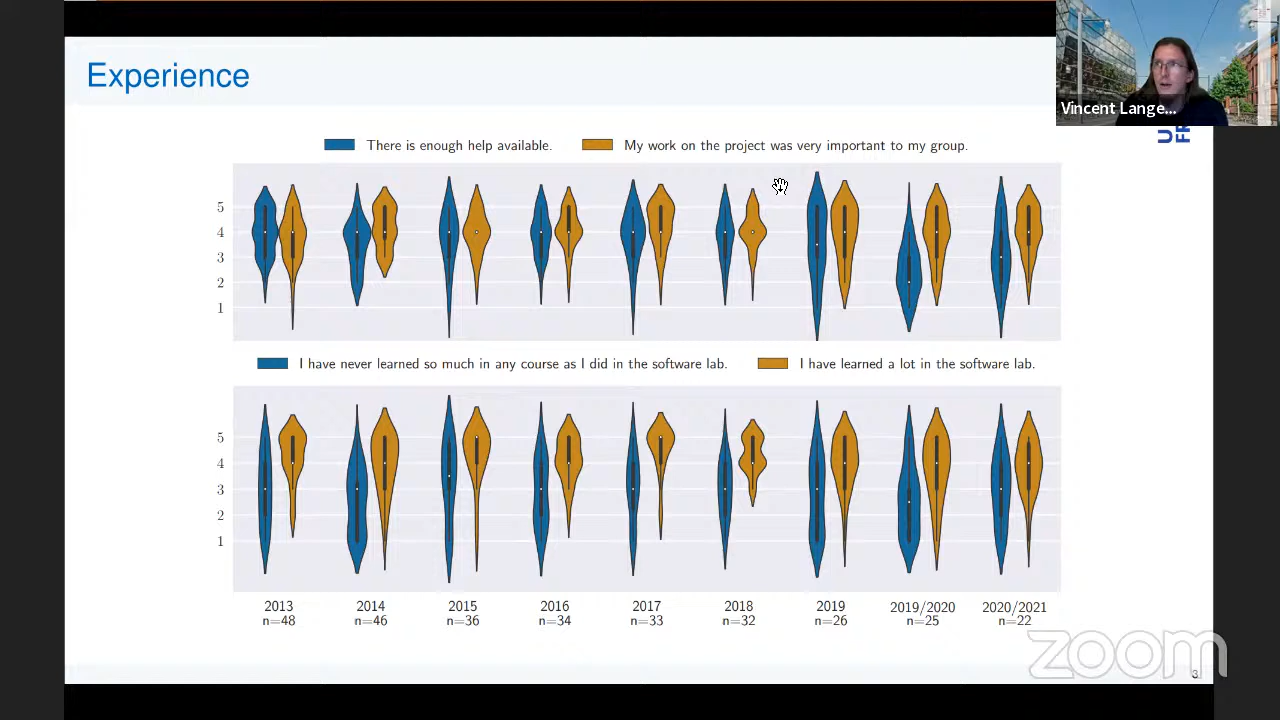 Experience
Vincent Lange...
U
FR
There is enough help available.
My work on the project was very important to my group.
5
4
3
2
1
I have never learned so much in any course as I did in the software lab.
I have learned a lot in the software lab.
5
4
3
2
1
2013 2014 2015 2016 2017 2018 2019 2019/2020 2020/2021
n=48 n=46 n=36 n=34 n=33 n=32 n=26 n=25 n=22
zoom
3